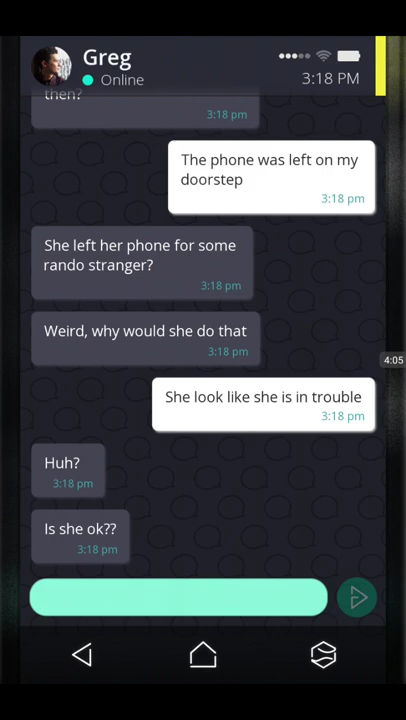 Greg
Online
3:18 PM
then?
3:18 pm
The phone was left on my
doorstep
3:18 pm
She left her phone for some
rando stranger?
3:18 pm
Weird, why would she do that
3:18 pm
4:05
She look like she is in trouble
3:18 pm
Huh?
3:18 pm
Is she ok??
3:18 pm